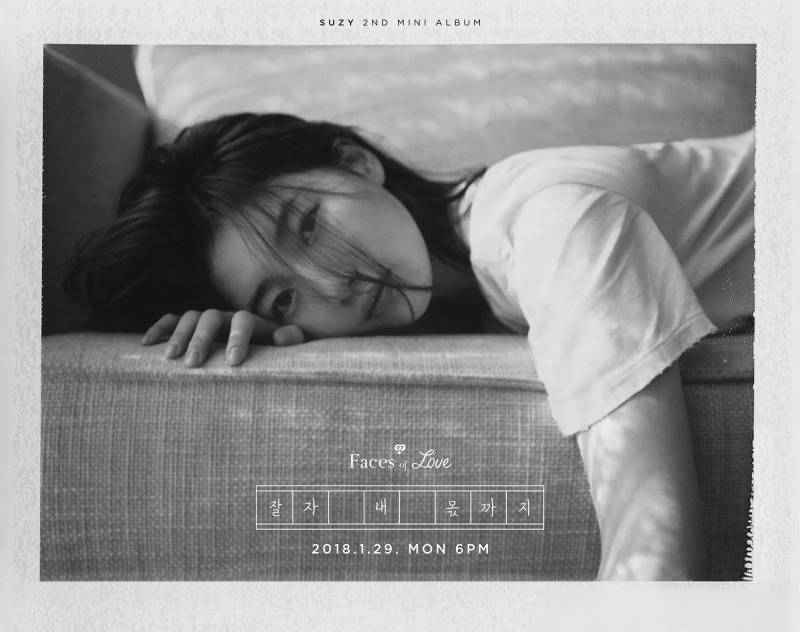 SUZY 2ND MINI ALBUM
Faces of Love
잘자 내 몫까지
2018.1.29. MON 6PM